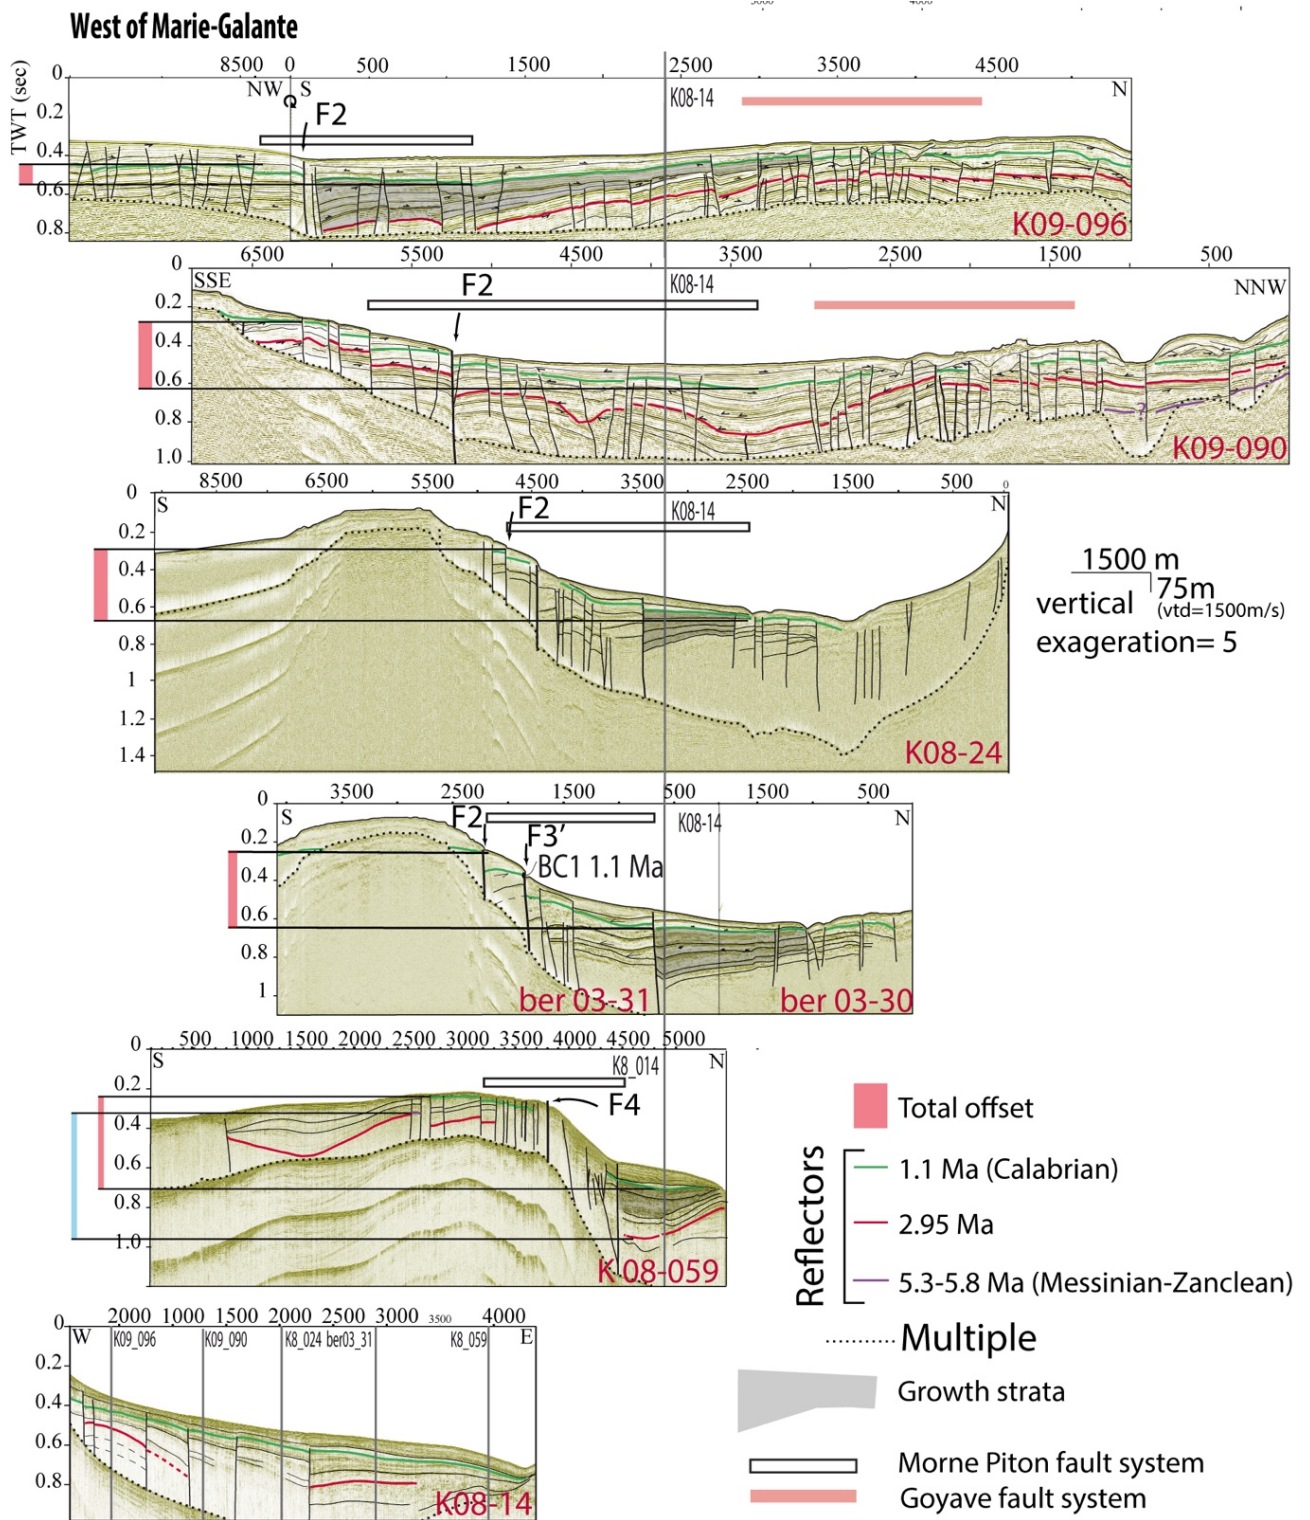 3000 4000
West of Marie-Galante
8500 0 500 1500 2500 3500 4500
TWT (sec)
0
NW S K08-14 N
0.2
F2
0.4
0.6
0.8
K09-096
6500 5500 4500 3500 2500 1500 500
0
SSE F2 K08-14 NNW
0.2
0.4
0.6
0.8
?
1.0
K09-090
8500 6500 5500 4500 3500 2500 1500 500 0
0
S F2 K08-14 N
0.2
0.4
0.6
0.8
1
1.2
1.4
K08-24
1500 m
75m
vertical (vtd=1500m/s)
exageration= 5
3500 2500 1500 500 1500 500
0
S F2 K08-14 N
F3’
0.2
BC1 1.1 Ma
0.4
0.6
0.8
1
ber 03-31 ber 03-30
500 1000 1500 2000 2500 3000 3500 4000 4500 5000
0
S K8_014 N
0.2
F4
0.4
0.6
0.8
1.0
K 08-059
2000 1000 1500 2000 2500 3000 3500 4000
0
W K09_096 K09_090 K8_024 ber03_31 K8_059 E
0.2
0.4
0.6
0.8
K08-14
Total offset
Reflectors
1.1 Ma (Calabrian)
2.95 Ma
5.3-5.8 Ma (Messinian-Zanclean)
Multiple
Growth strata
Morne Piton fault system
Goyave fault system